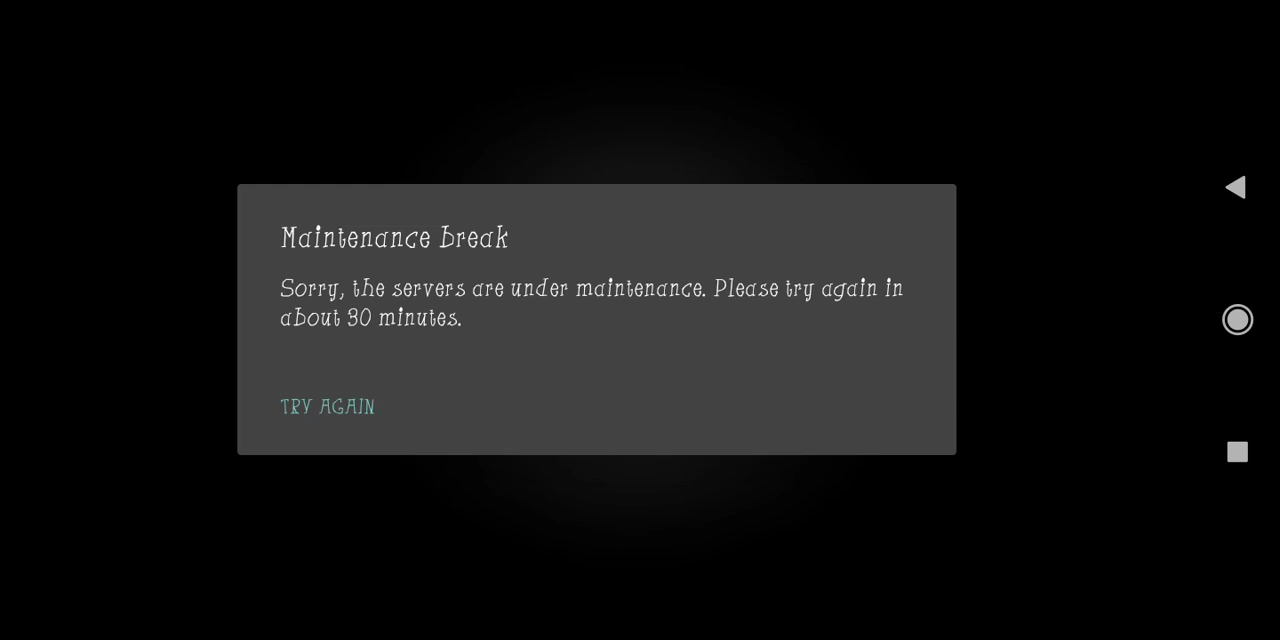 Maintenance break
Sorry, the servers are under maintenance. Please try again in
about 30 minutes.
TRY AGAIN